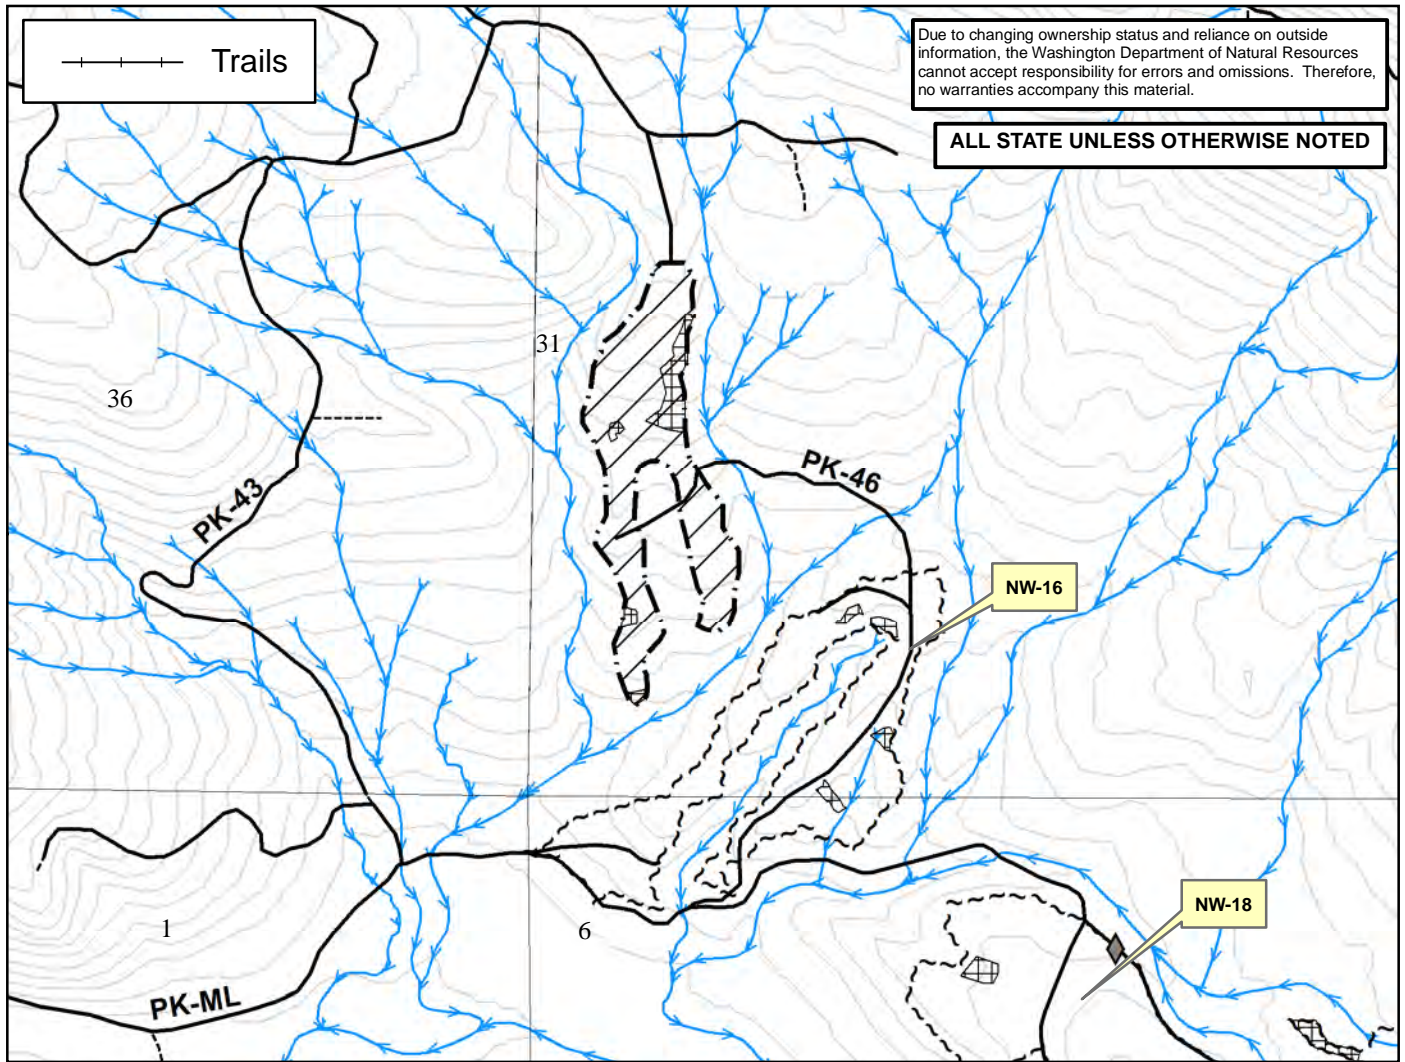 Trails
Due to changing ownership status and reliance on outside
information, the Washington Department of Natural Resources
cannot accept responsibility for errors and omissions. Therefore,
no warranties accompany this material.
ALL STATE UNLESS OTHERWISE NOTED
31
36
PK-46
PK-43
NW-16
NW-18
1
6
PK-ML